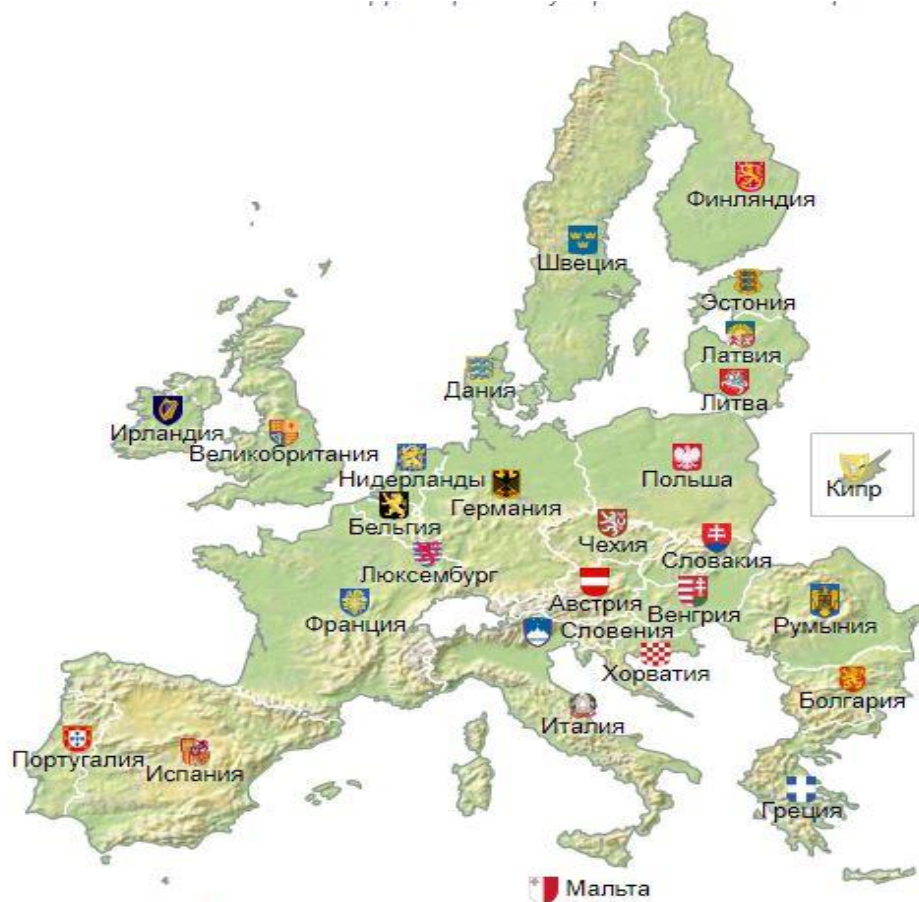 Финляндия
Швеция
Эстония
Латвия
Дания
Литва
Ирландия
Великобритания
Нидерланды
Польша
Германия
Кипр
Бельгия
Чехия
Словакия
Люксембург
Австрия
Венгрия
Франция
Словения
Румыния
Хорватия
Болгария
Италия
Португалия
Испания
Греция
Мальта